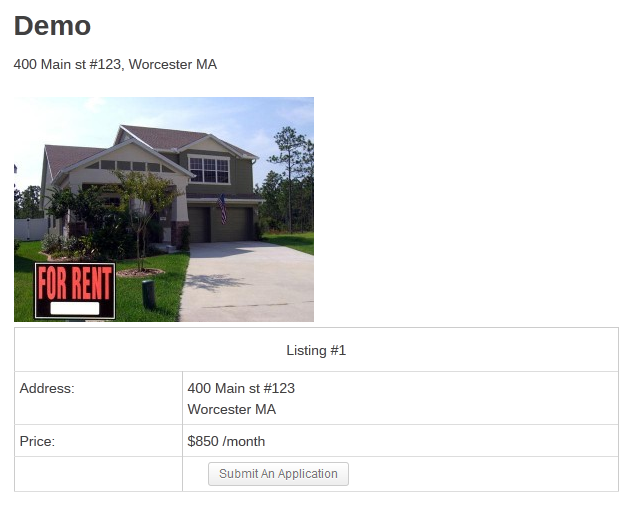 Demo
400 Main st #123, Worcester MA
FOR RENT
Listing #1
Address:
400 Main st #123
Worcester MA
Price:
$850 /month
Submit An Application